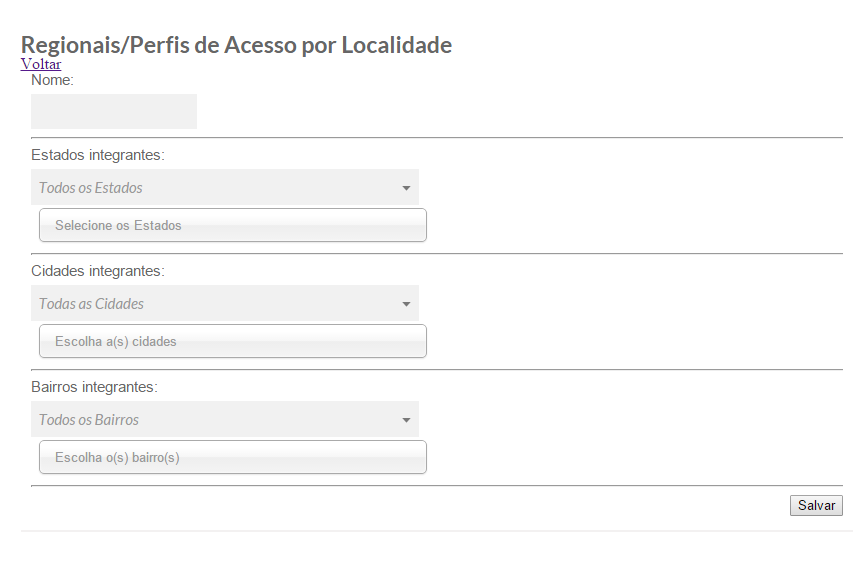 Regionais/Perfis de Acesso por Localidade
Voltar
Nome:
Estados integrantes:
Todos os Estados
Selecione os Estados
Cidades integrantes:
Todas as Cidades
Escolha a(s) cidades
Bairros integrantes:
Todos os Bairros
Escolha o(s) bairro(s)
Salvar